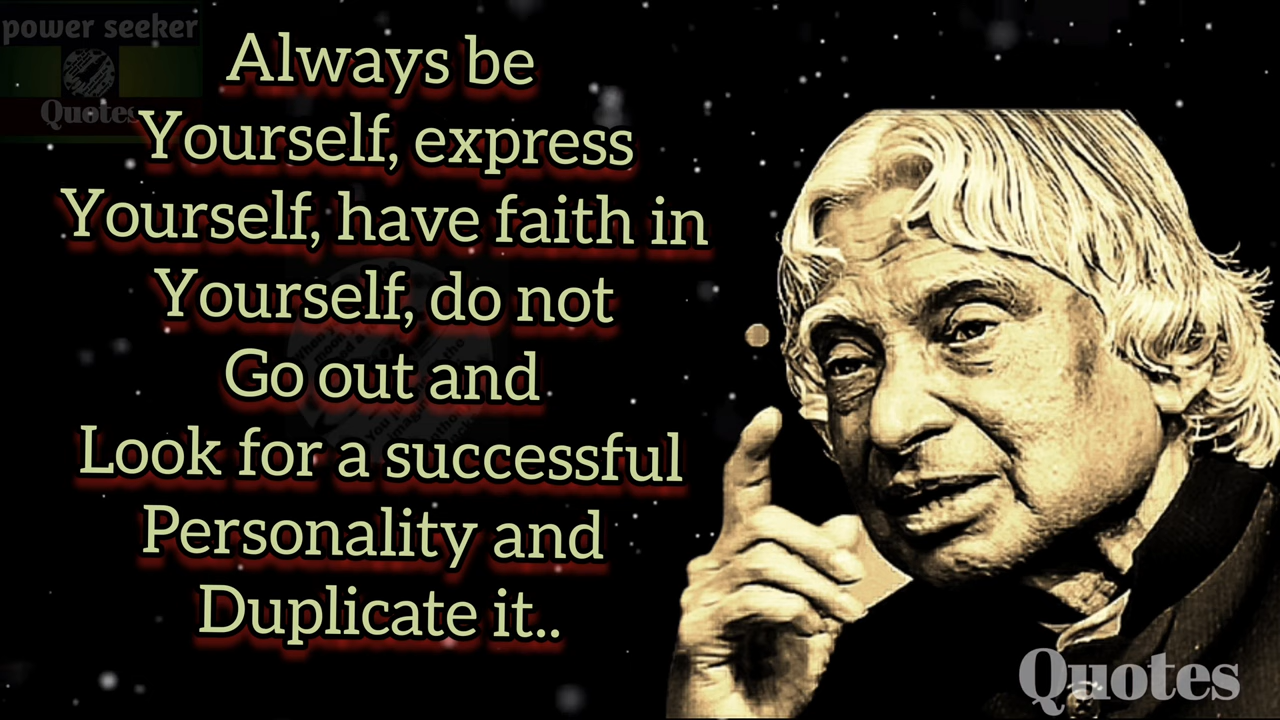 power seeker
Quotes
Always be
Yourself, express
Yourself, have faith in
Yourself, do not
Go out and
Look for a successful
Personality and
Duplicate it..
Quotes